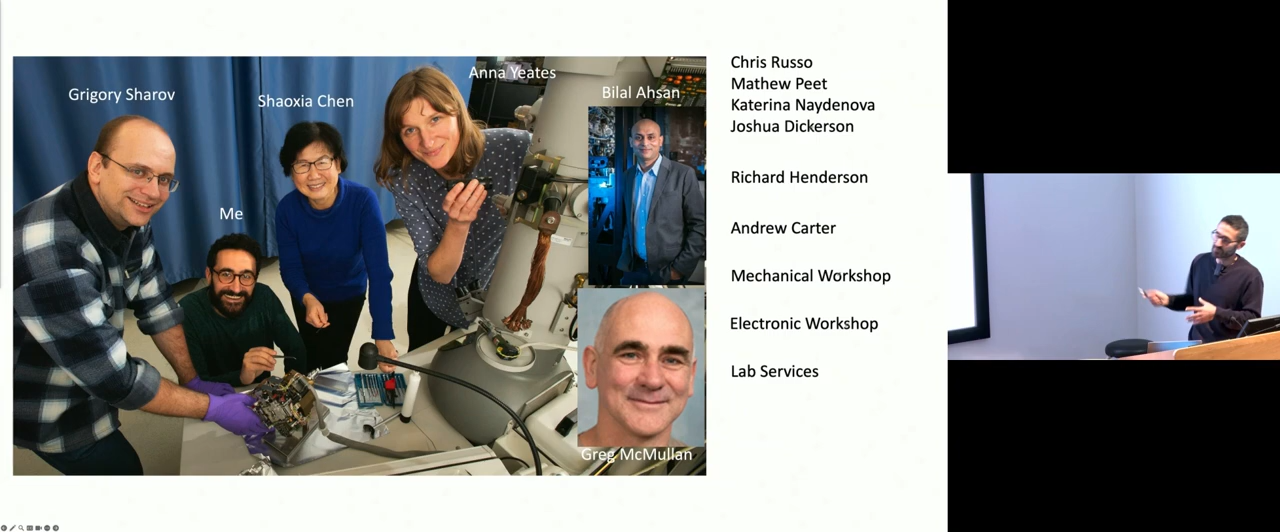 Grigory Sharov
Shaoxia Chen
Anna Yeates
Me
Bilal Ahsan
Greg McMullan
Chris Russo
Mathew Peet
Katerina Naydenova
Joshua Dickerson
Richard Henderson
Andrew Carter
Mechanical Workshop
Electronic Workshop
Lab Services